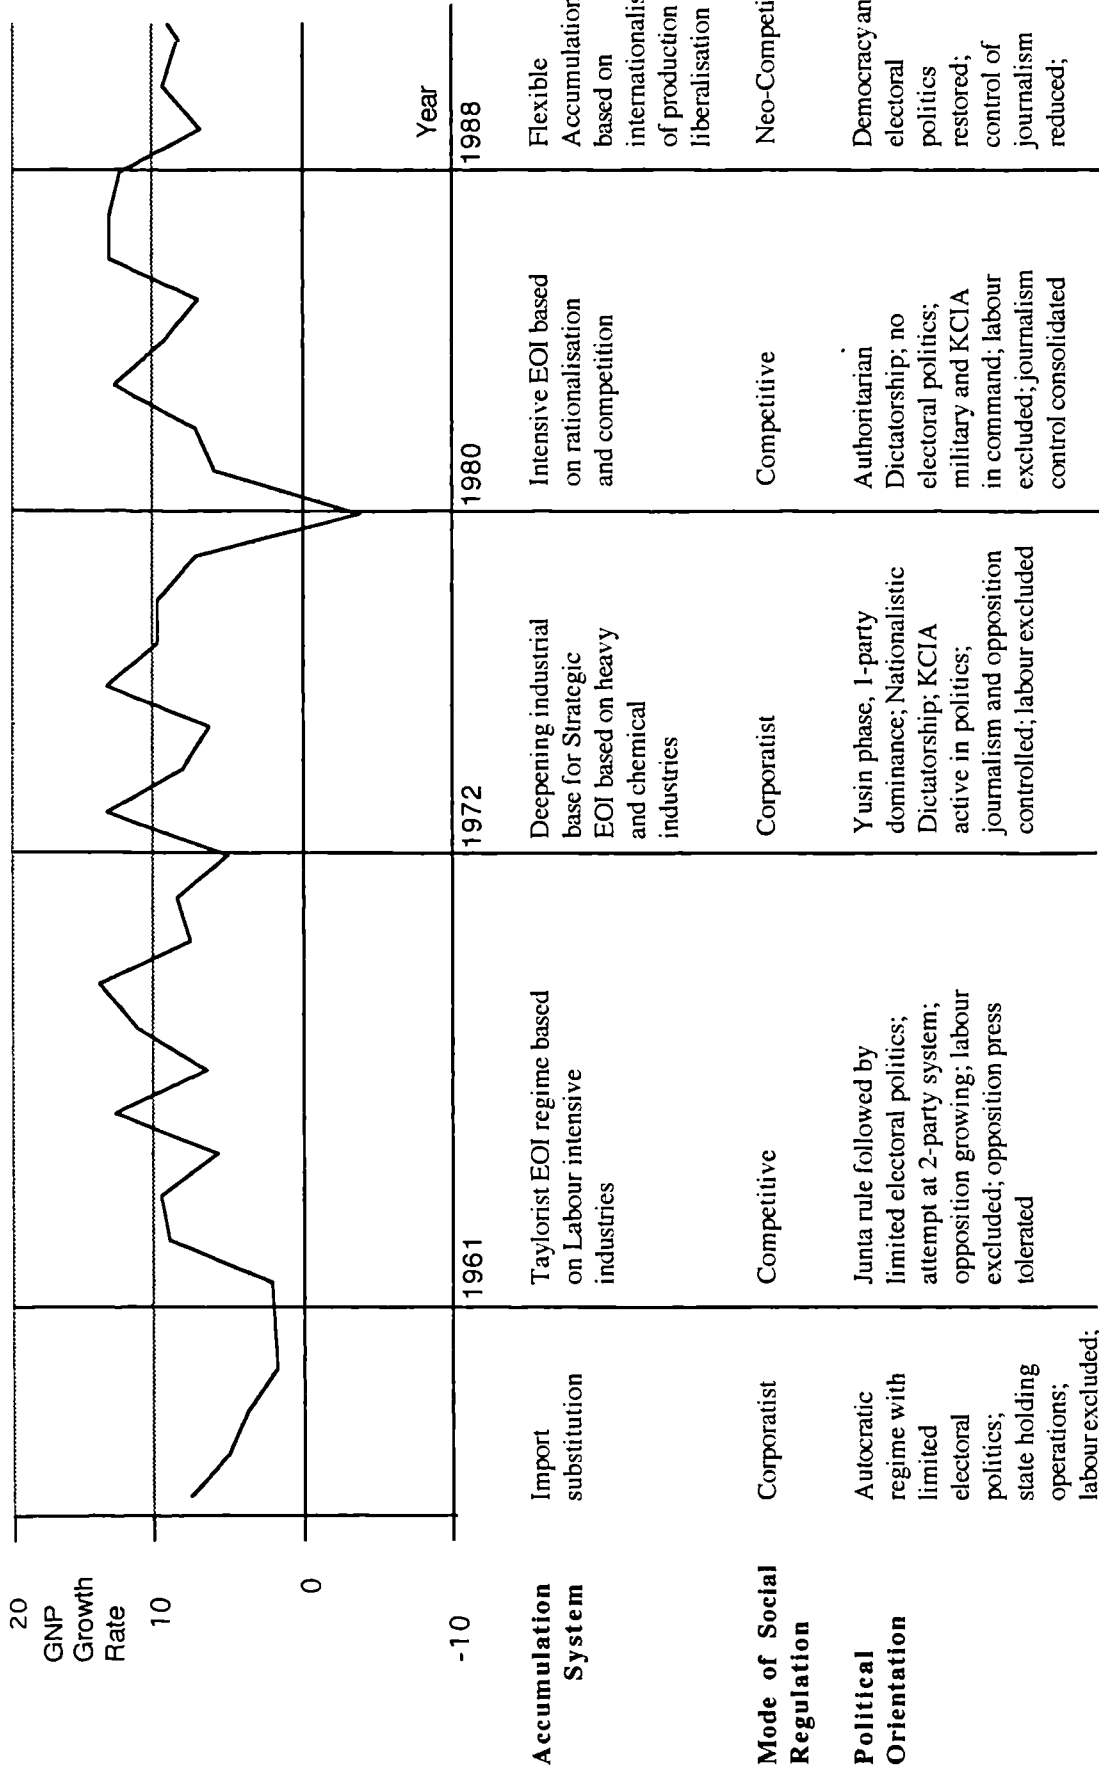 20
GNP
Growth
Rate
10
0
-10
Year
1961
1972
1980
1988
Accumulation
System
Import
substitution
Taylorist EOI regime based
on Labour intensive
industries
Deepening industrial
base for Strategic
EOI based on heavy
and chemical
industries
Intensive EOI based
on rationalisation
and competition
Flexible
Accumulation
based on
internationalis
of production
liberalisation
Mode of Social
Regulation
Corporatist
Competitive
Corporatist
Competitive
Neo-Competi
Political
Orientation
Autocratic
regime with
limited
electoral
politics;
state holding
operations;
labour excluded;
Junta rule followed by
limited electoral politics;
attempt at 2-party system;
opposition growing; labour
excluded; opposition press
tolerated
Yusin phase, 1-party
dominance; Nationalistic
Dictatorship; KCIA
active in politics;
journalism and opposition
controlled; labour excluded
Authoritarian
Dictatorship; no
electoral politics;
military and KCIA
in command; labour
excluded; journalism
control consolidated
Democracy an
electoral
politics
restored;
control of
journalism
reduced;